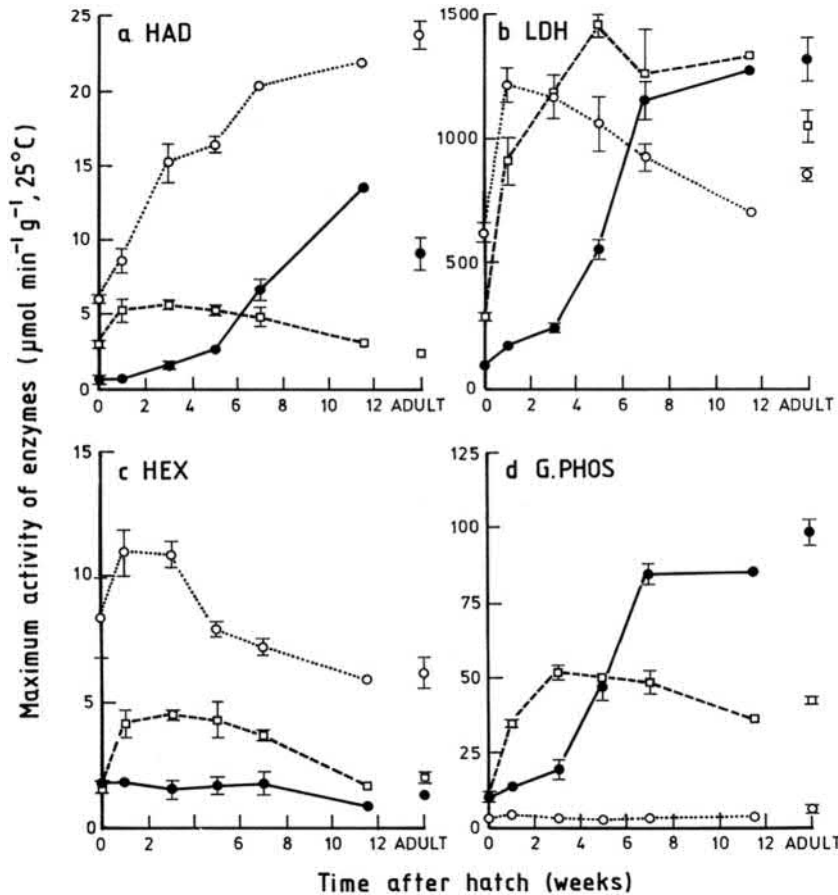 Maximum activity of enzymes (μmol min⁻¹ g⁻¹, 25°C)
a HAD
25
20
15
10
5
0
0 2 4 6 8 10 12 ADULT
b LDH
1500
1000
500
0
0 2 4 6 8 10 12 ADULT
c HEX
15
10
5
0
0 2 4 6 8 10 12 ADULT
d G.PHOS
125
100
75
50
25
0
0 2 4 6 8 10 12 ADULT
Time after hatch (weeks)